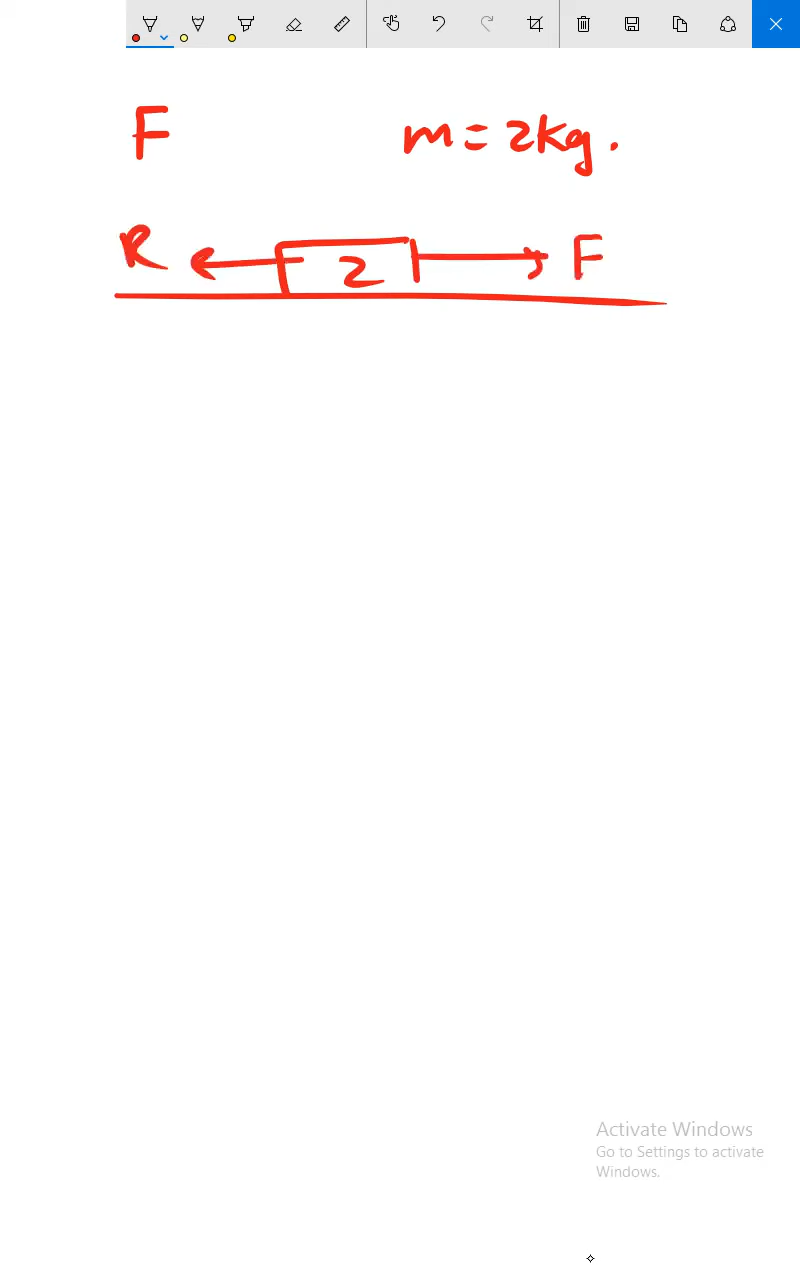 F m = 2kg.
R 2 F
Activate Windows
Go to Settings to activate
Windows.